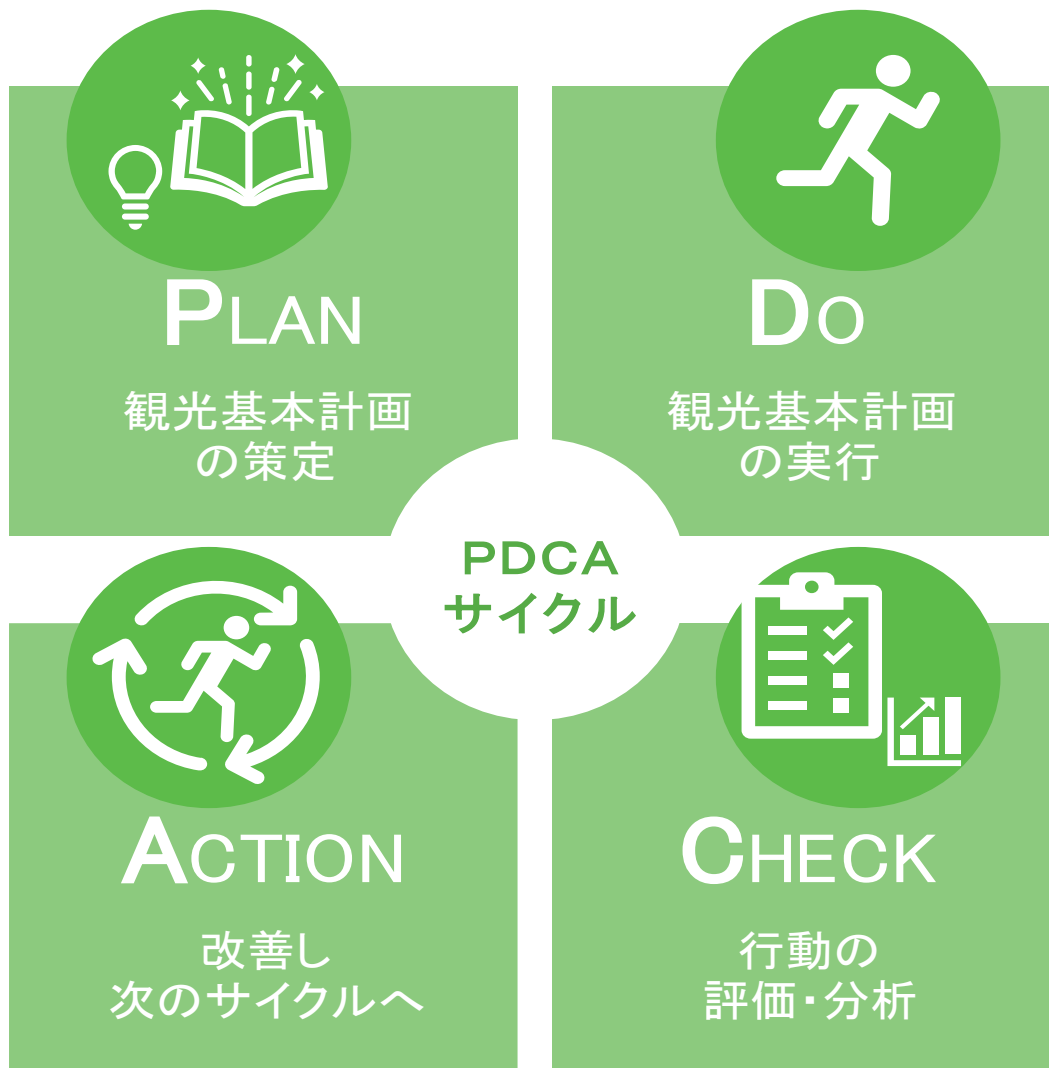 PLAN
観光基本計画
の策定
DO
観光基本計画
の実行
PDCA
サイクル
ACTION
改善し
次のサイクルへ
CHECK
行動の
評価・分析